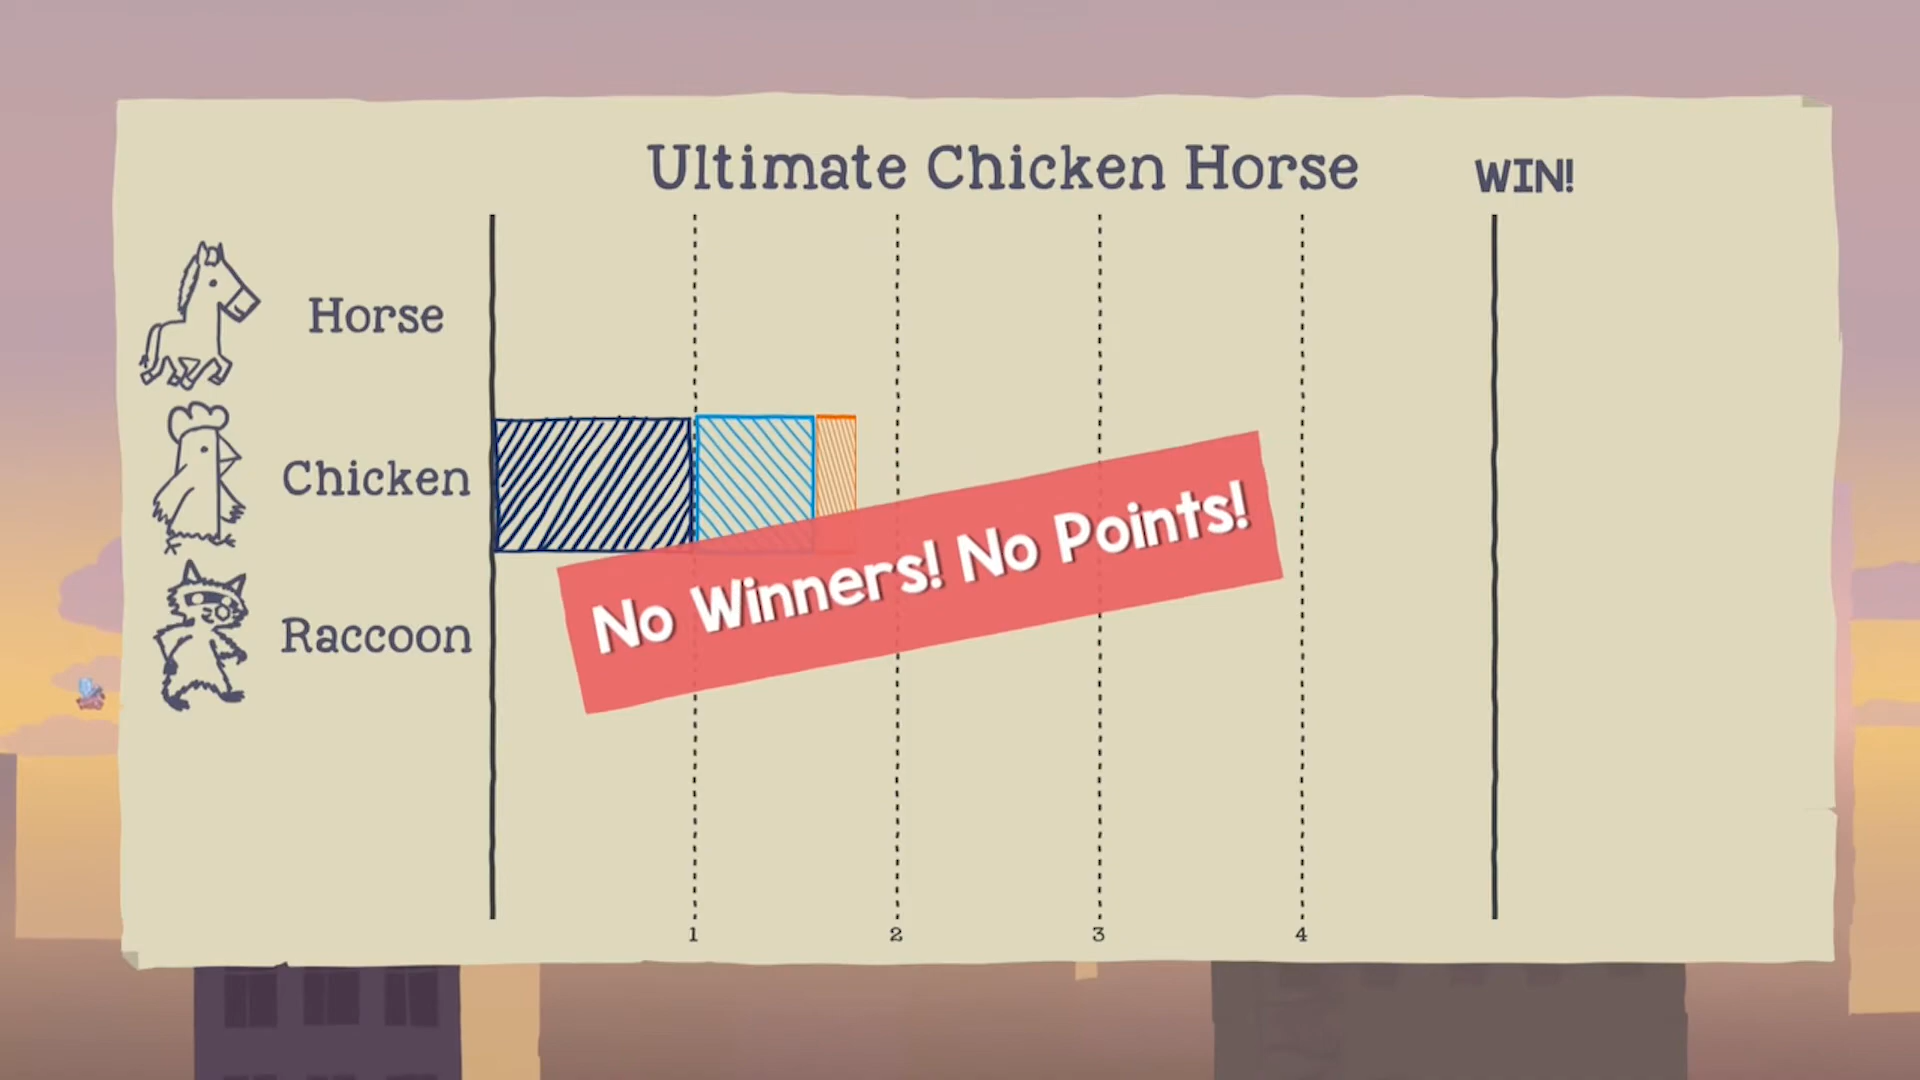 Ultimate Chicken Horse
WIN!
Horse
Chicken
Raccoon
No Winners! No Points!
1 2 3 4